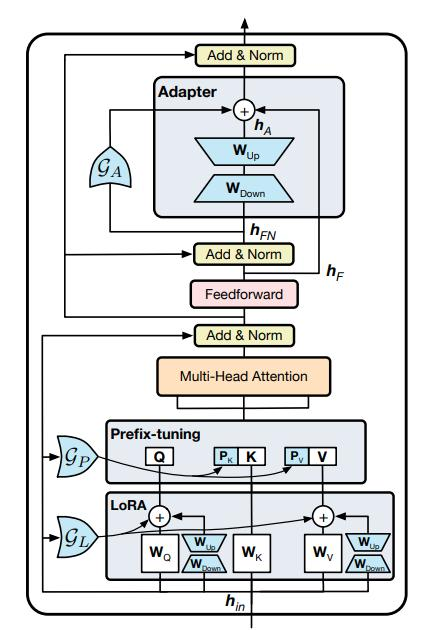 Add & Norm
Adapter
+
h_A
W_Up
G_A
W_Down
h_FN
Add & Norm
h_F
Feedforward
Add & Norm
Multi-Head Attention
Prefix-tuning
G_P
Q
P_K K
P_V V
LoRA
+ +
G_L
W_Q
W_Up
W_Down
W_K
W_V
W_Up
W_Down
h_in